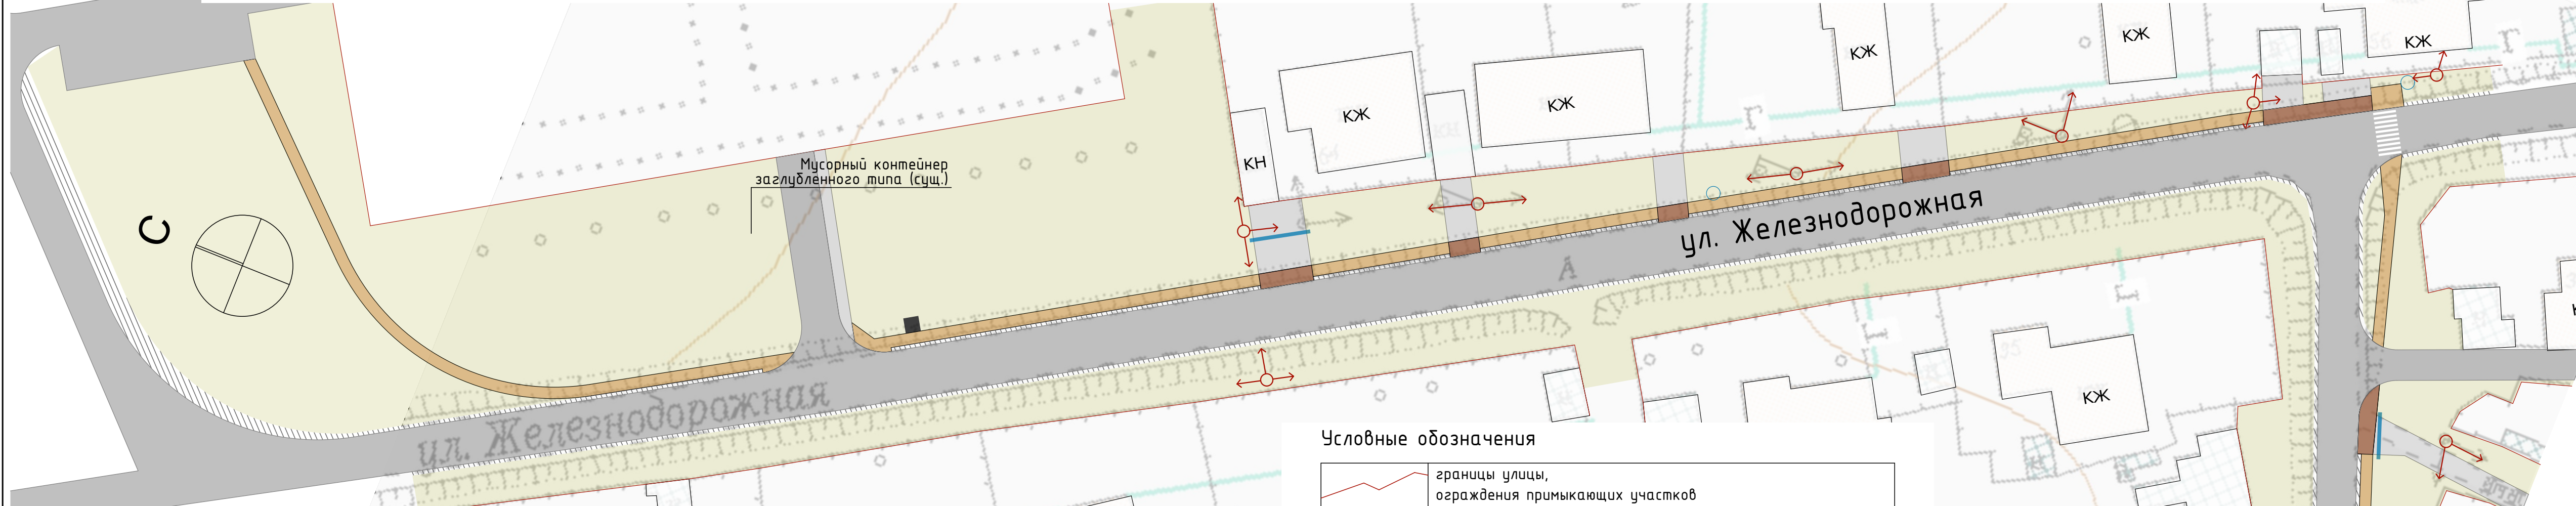 КЖ
КЖ
КЖ
КЖ
КЖ
КН
Мусорный контейнер
заглубленного типа (сущ.)
С
ул. Железнодорожная
А
ул. Железнодорожная
КЖ
Условные обозначения
границы улицы,
ограждения примыкающих участков